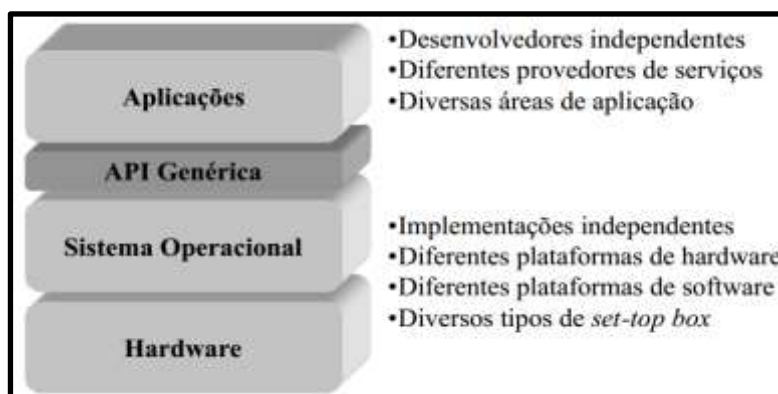 Aplicações
API Genérica
Sistema Operacional
Hardware
•Desenvolvedores independentes
•Diferentes provedores de serviços
•Diversas áreas de aplicação
•Implementações independentes
•Diferentes plataformas de hardware
•Diferentes plataformas de software
•Diversos tipos de set-top box